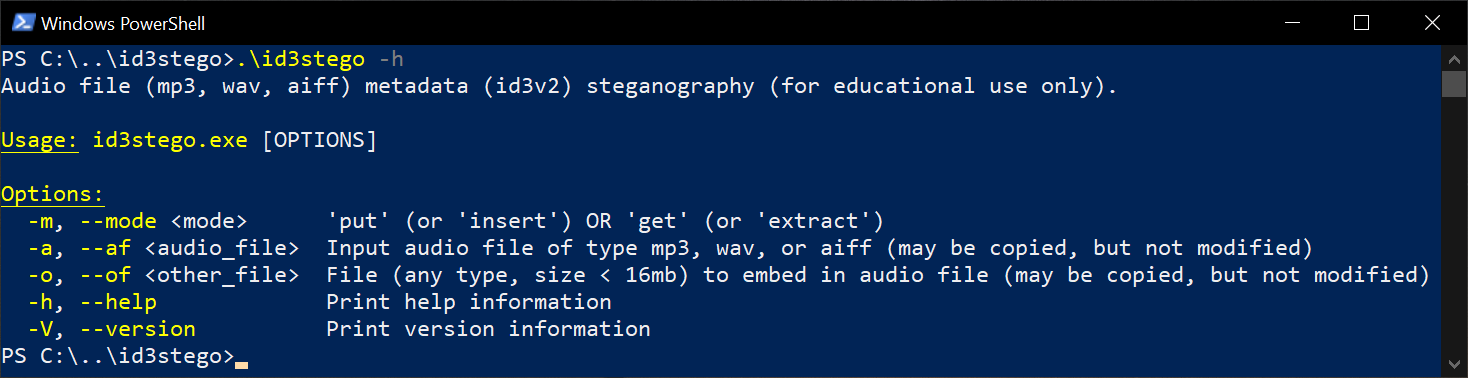 Windows PowerShell
PS C:\..\id3stego>.\id3stego -h
Audio file (mp3, wav, aiff) metadata (id3v2) steganography (for educational use only).
Usage: id3stego.exe [OPTIONS]
Options:
  -m, --mode <mode>      'put' (or 'insert') OR 'get' (or 'extract')
  -a, --af <audio_file>  Input audio file of type mp3, wav, or aiff (may be copied, but not modified)
  -o, --of <other_file>  File (any type, size < 16mb) to embed in audio file (may be copied, but not modified)
  -h, --help             Print help information
  -V, --version          Print version information
PS C:\..\id3stego>